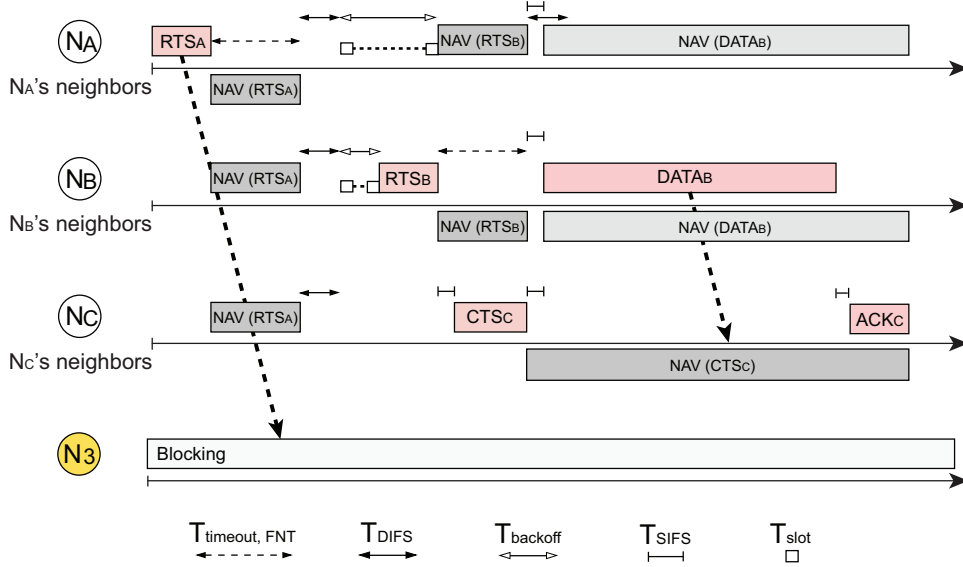 NA RTSA NAV (RTSB) NAV (DATAB)
NA's neighbors NAV (RTSA)
NB NAV (RTSA) RTSB DATAB
NB's neighbors NAV (RTSB) NAV (DATAB)
NC NAV (RTSA) CTSC ACKC
NC's neighbors NAV (CTSC)
N3 Blocking
Ttimeout, FNT TDIFS Tbackoff TSIFS Tslot